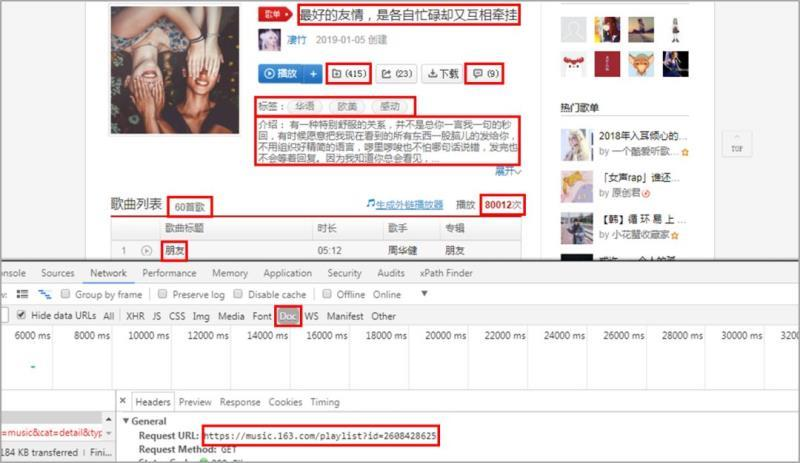 歌单 最好的友情，是各自忙碌却又互相牵挂
凄竹 2019-01-05 创建
播放 + (415) (23) 下载 (9)
标签： 华语 欧美 感动
介绍： 有一种特别舒服的关系，并不是总你一言我一句的秒
回，有时候愿意把我现在看到的所有东西一股脑儿的发给你，
不用组织好精简的语言，啰里啰唆也不怕哪句话说错，发完也
不会等着回复。因为我知道你总会看见，...
展开
歌曲列表 60首歌 生成外链播放器 播放 80012次
歌曲标题 时长 歌手 专辑
1 朋友 05:12 周华健 朋友
热门歌单
2018年入耳倾心的...
by 一个酷爱听歌...
「女声rap」谁还...
by 原创君
【韩】循 环 易 上...
by 小花蟹收藏家
TOP
onsole Sources Network Performance Memory Application Security Audits xPath Finder
w: Group by frame Preserve log Disable cache Offline Online
Hide data URLs All XHR JS CSS Img Media Font Doc WS Manifest Other
6000 ms 8000 ms 10000 ms 12000 ms 14000 ms 16000 ms 18000 ms 20000 ms 22000 ms 24000 ms 26000 ms 28000 ms 30000 ms 32000
× Headers Preview Response Cookies Timing
General
=music&cat=detail&typ Request URL: https://music.163.com/playlist?id=2608428625
184 KB transferred Fini... Request Method: GET